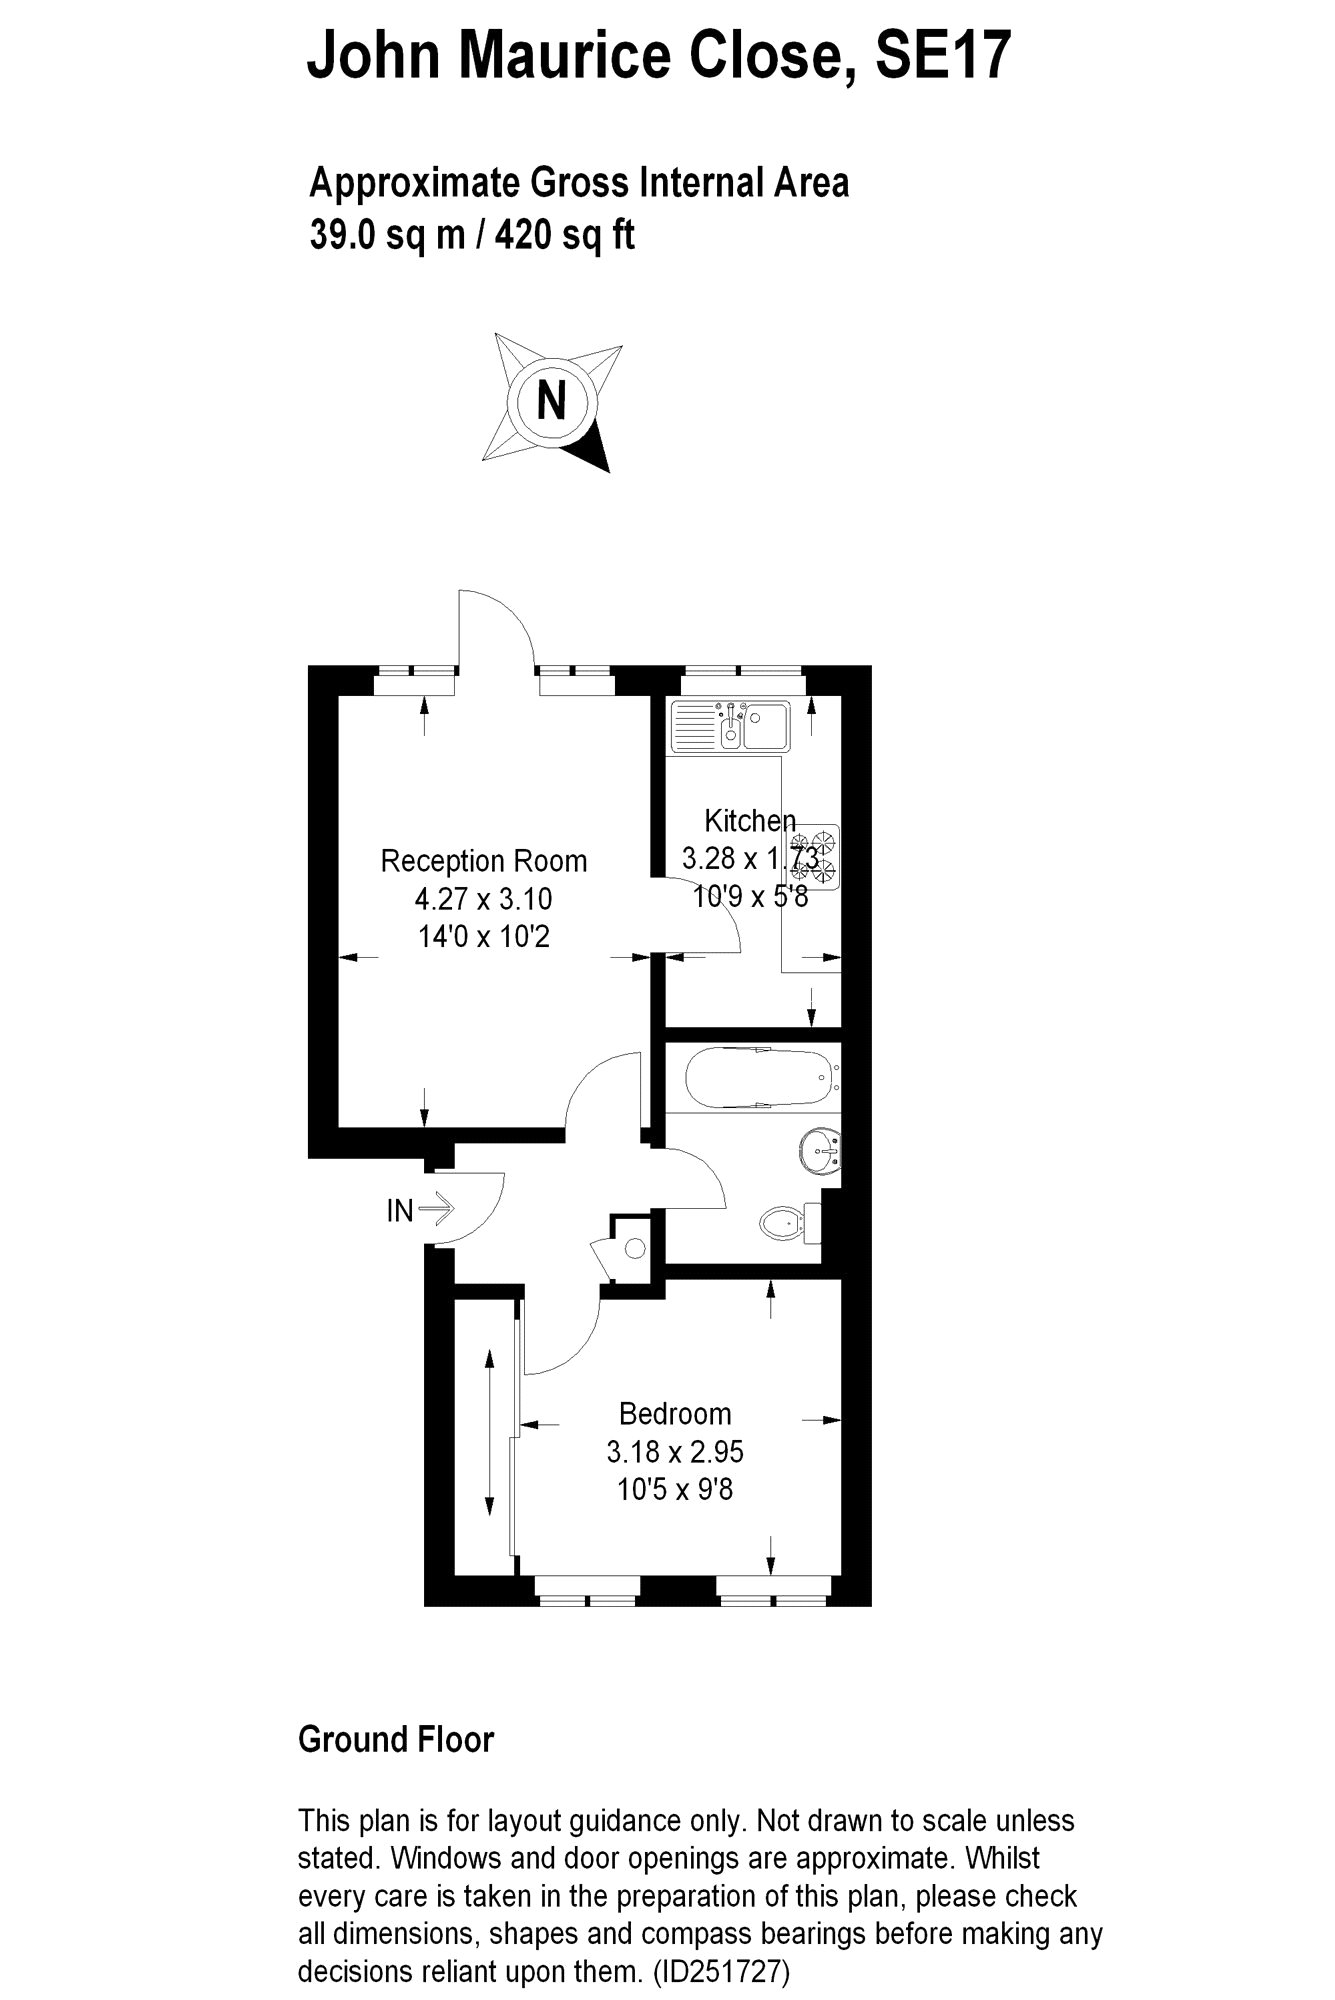 John Maurice Close, SE17
Approximate Gross Internal Area
39.0 sq m / 420 sq ft
N
Kitchen
3.28 x 1.73
10'9 x 5'8
Reception Room
4.27 x 3.10
14'0 x 10'2
IN
Bedroom
3.18 x 2.95
10'5 x 9'8
Ground Floor
This plan is for layout guidance only. Not drawn to scale unless
stated. Windows and door openings are approximate. Whilst
every care is taken in the preparation of this plan, please check
all dimensions, shapes and compass bearings before making any
decisions reliant upon them. (ID251727)